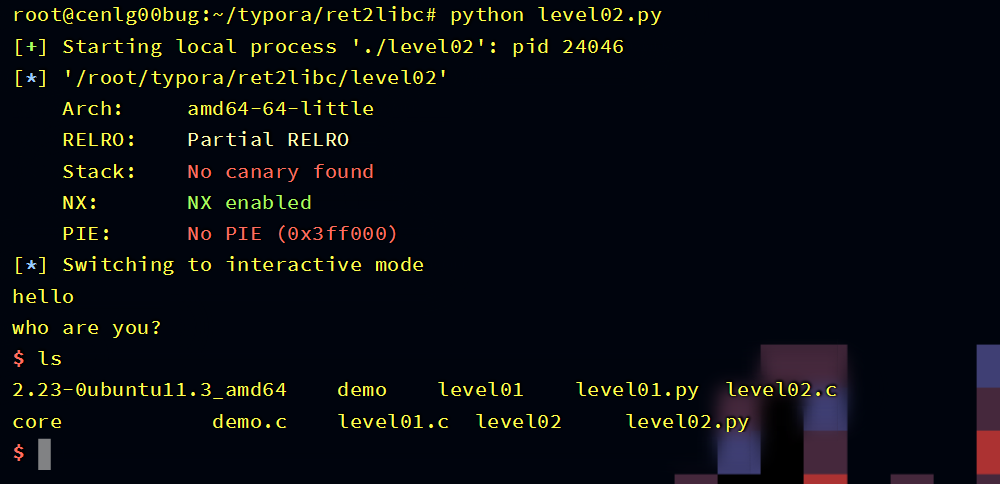 root@cenlg00bug:~/typora/ret2libc# python level02.py
[+] Starting local process './level02': pid 24046
[*] '/root/typora/ret2libc/level02'
    Arch:     amd64-64-little
    RELRO:    Partial RELRO
    Stack:    No canary found
    NX:       NX enabled
    PIE:      No PIE (0x3ff000)
[*] Switching to interactive mode
hello
who are you?
$ ls
2.23-0ubuntu11.3_amd64    demo    level01    level01.py  level02.c
core            demo.c    level01.c  level02     level02.py
$